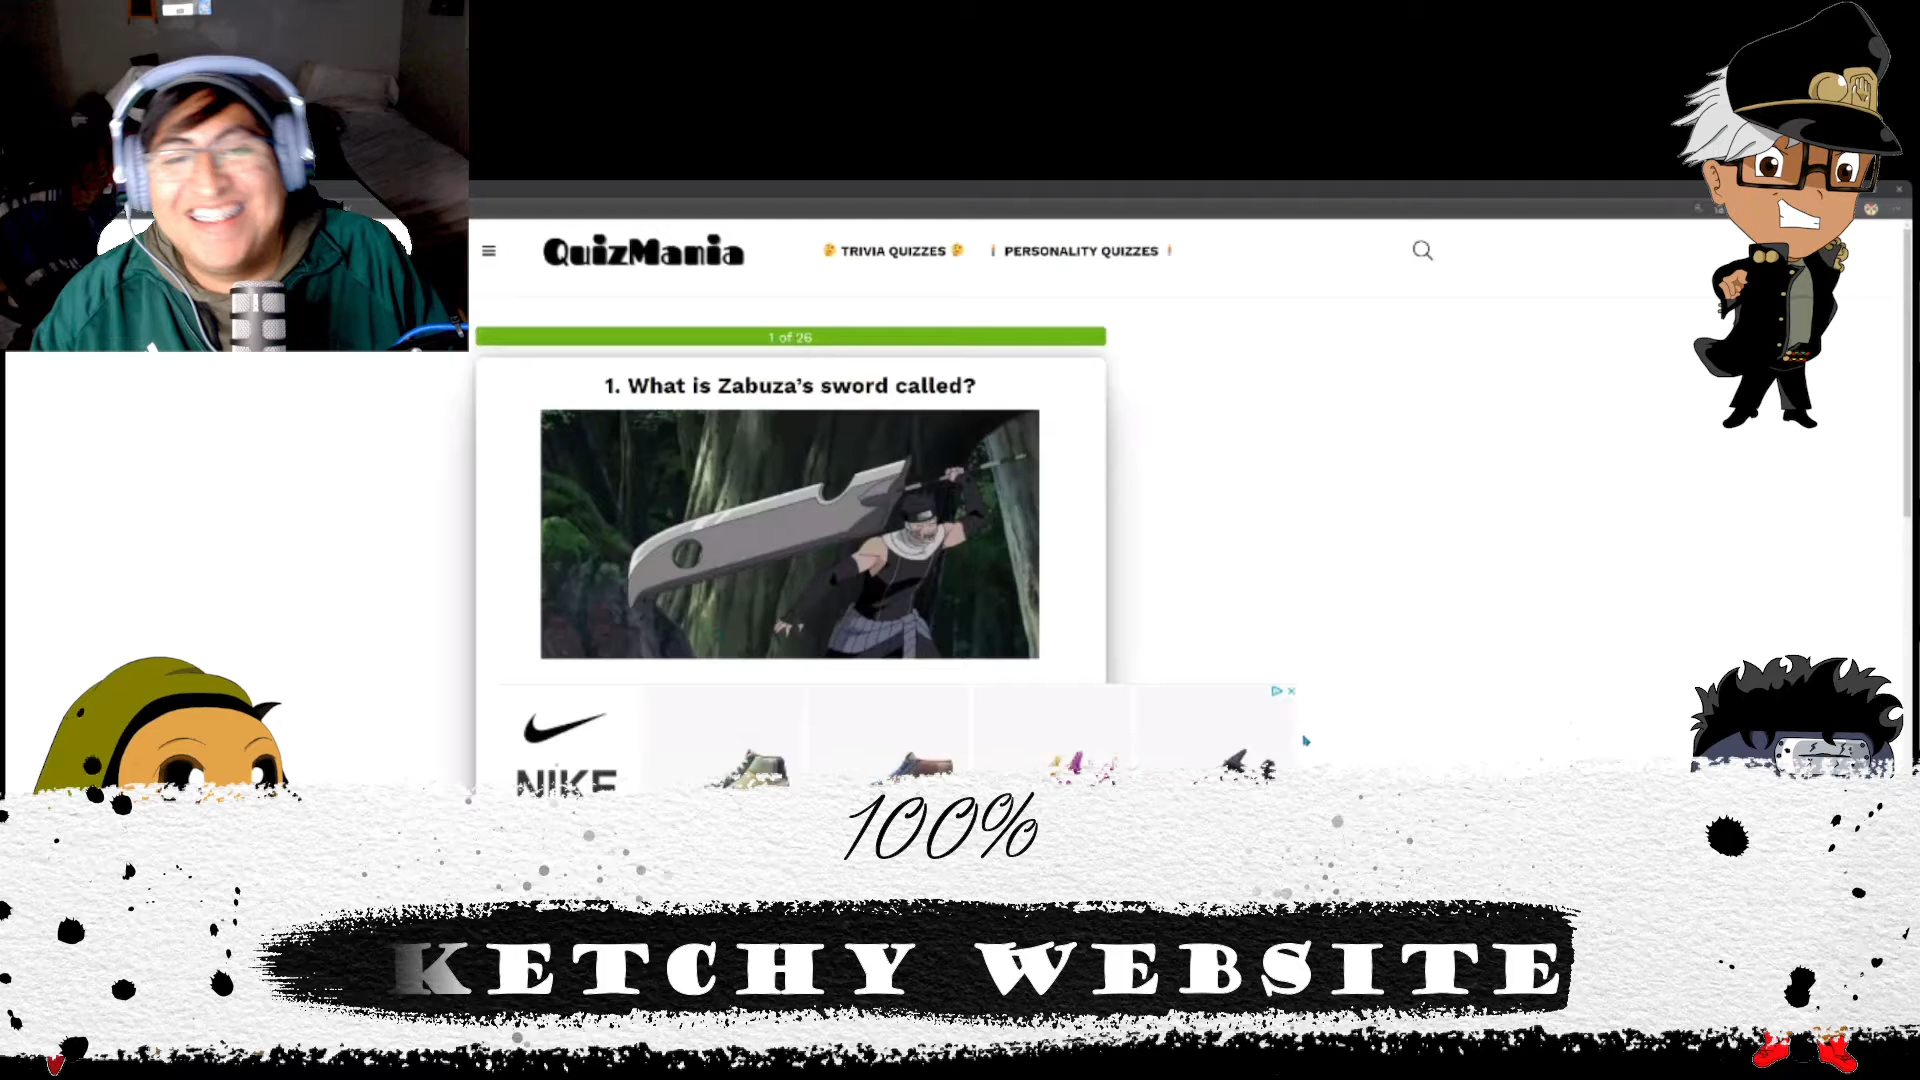 QuizMania
TRIVIA QUIZZES
PERSONALITY QUIZZES
1 of 26
1. What is Zabuza's sword called?
NIKE
100%
KETCHY WEBSITE